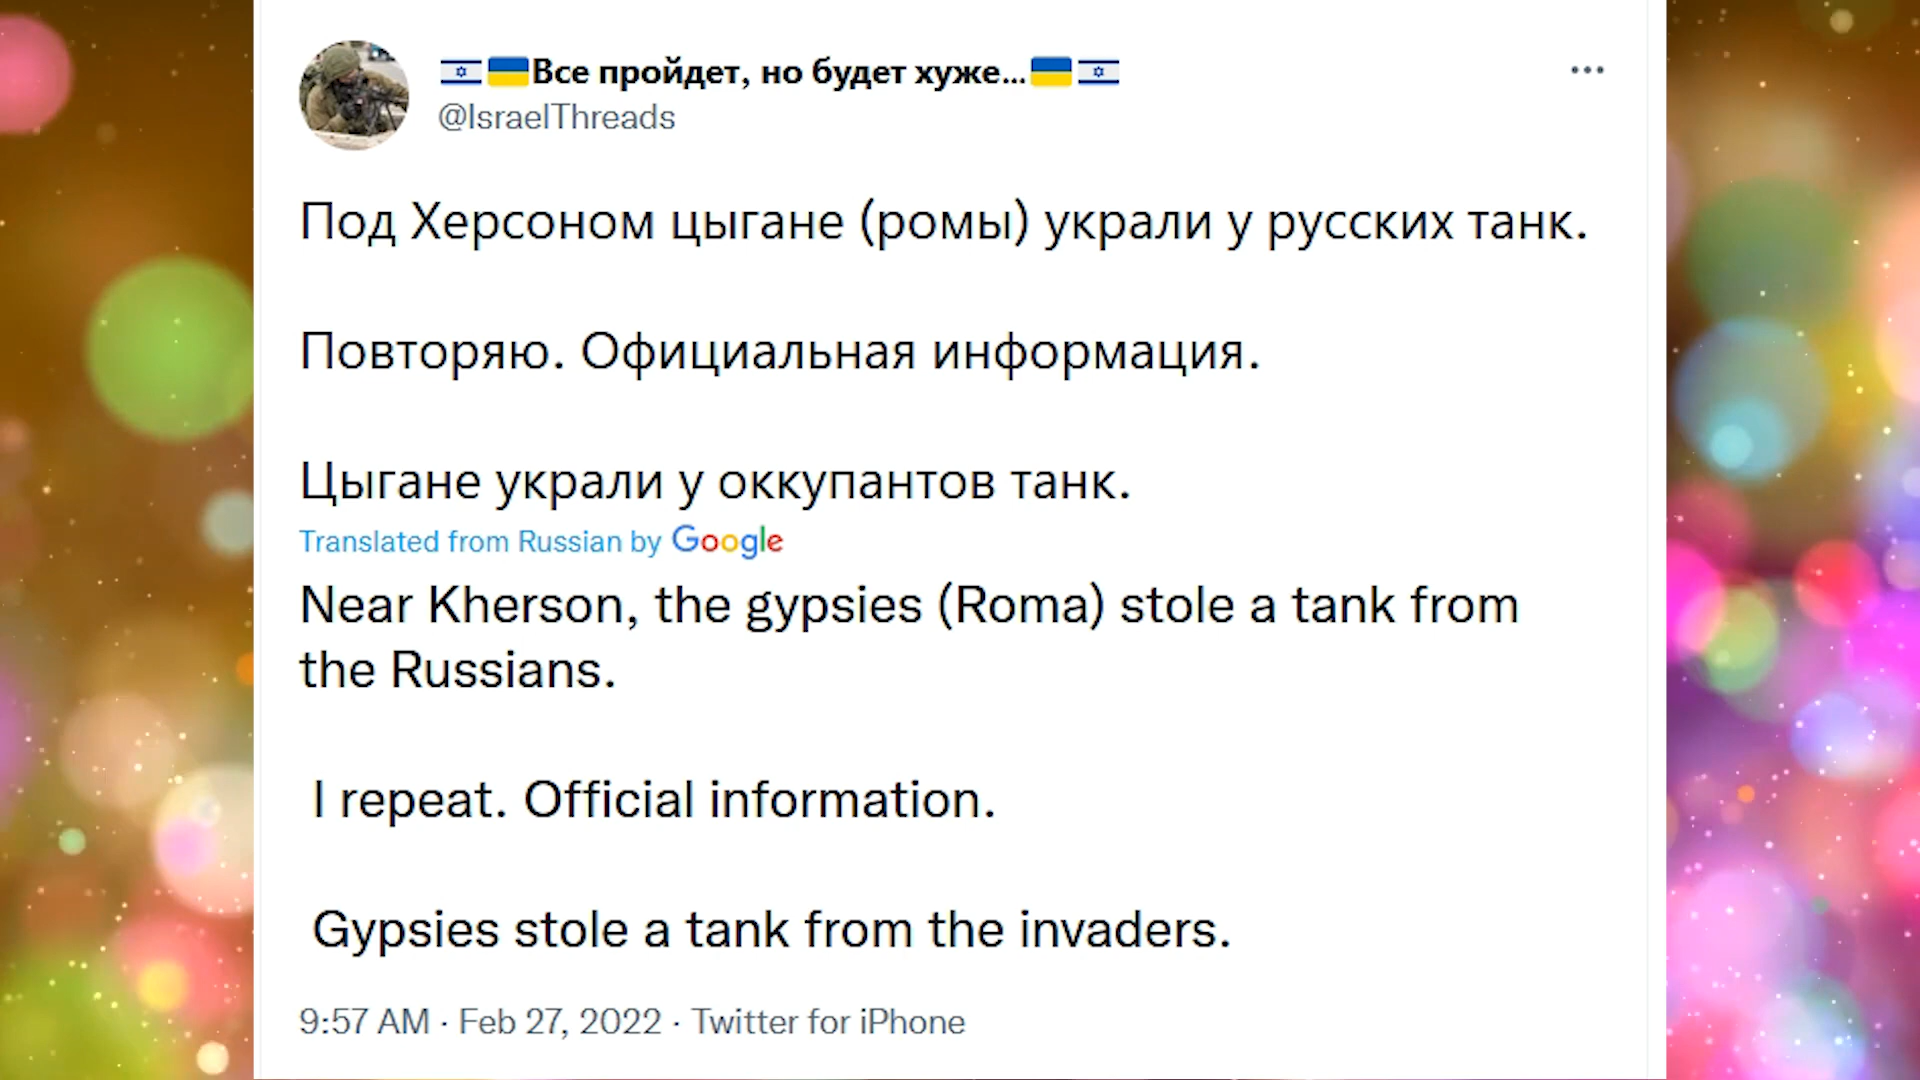 Все пройдет, но будет хуже...
@IsraelThreads
Под Херсоном цыгане (ромы) украли у русских танк.
Повторяю. Официальная информация.
Цыгане украли у оккупантов танк.
Translated from Russian by Google
Near Kherson, the gypsies (Roma) stole a tank from
the Russians.
I repeat. Official information.
Gypsies stole a tank from the invaders.
9:57 AM · Feb 27, 2022 · Twitter for iPhone